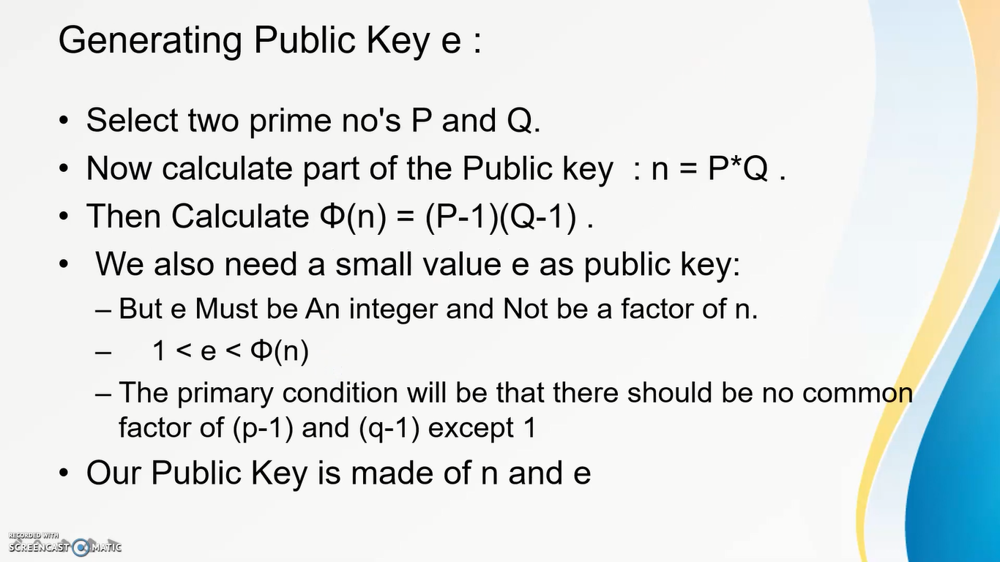 Generating Public Key e :
• Select two prime no's P and Q.
• Now calculate part of the Public key : n = P*Q .
• Then Calculate Φ(n) = (P-1)(Q-1) .
• We also need a small value e as public key:
– But e Must be An integer and Not be a factor of n.
– 1 < e < Φ(n)
– The primary condition will be that there should be no common
factor of (p-1) and (q-1) except 1
• Our Public Key is made of n and e
RECORDED WITH
SCREENCAST MATIC